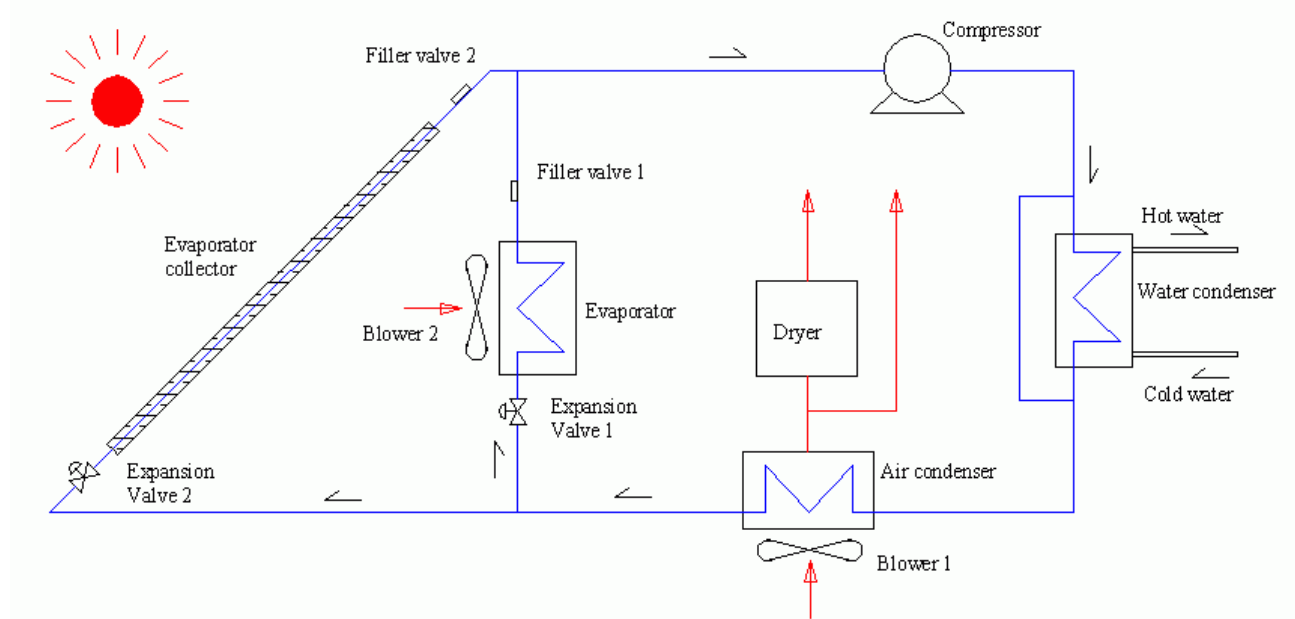 Compressor
Filler valve 2
Filler valve 1
Hot water
Evaporator
collector
Water condenser
Evaporator
Blower 2
Dryer
Cold water
Expansion
Valve 1
Air condenser
Expansion
Valve 2
Blower 1